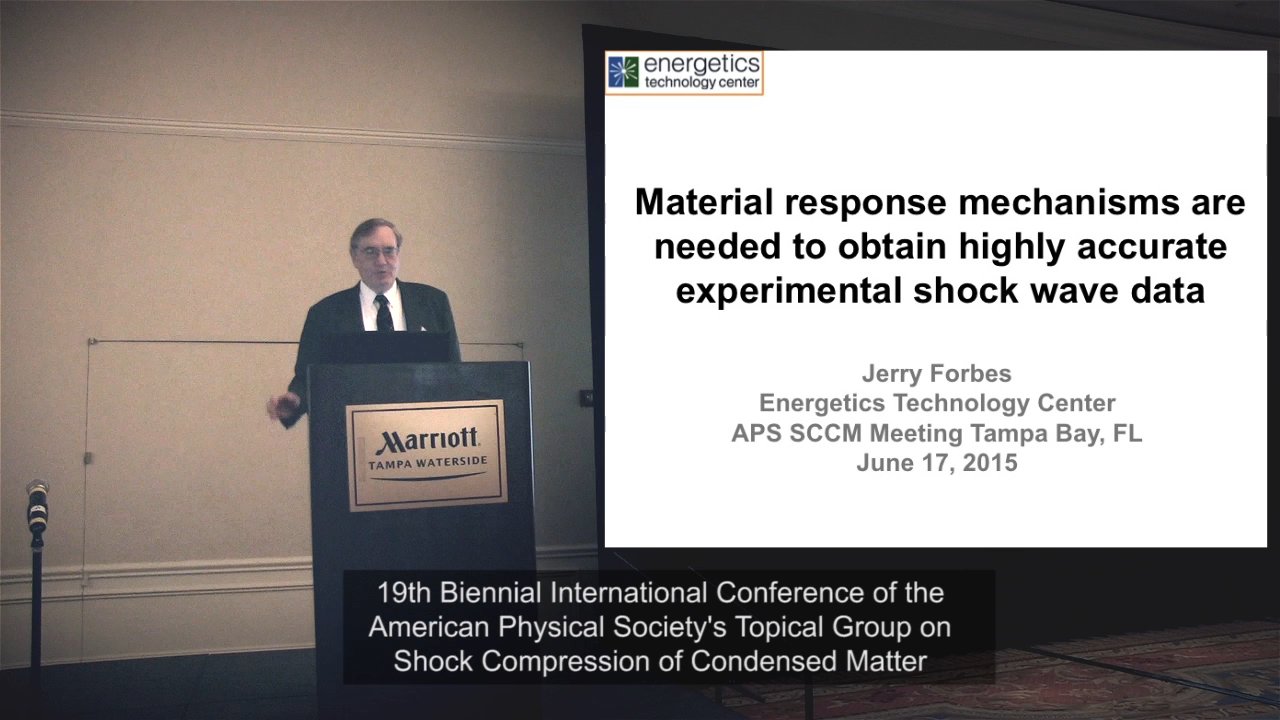 energetics
technology center
Material response mechanisms are
needed to obtain highly accurate
experimental shock wave data
Jerry Forbes
Energetics Technology Center
APS SCCM Meeting Tampa Bay, FL
June 17, 2015
Marriott
TAMPA WATERSIDE
19th Biennial International Conference of the
American Physical Society's Topical Group on
Shock Compression of Condensed Matter